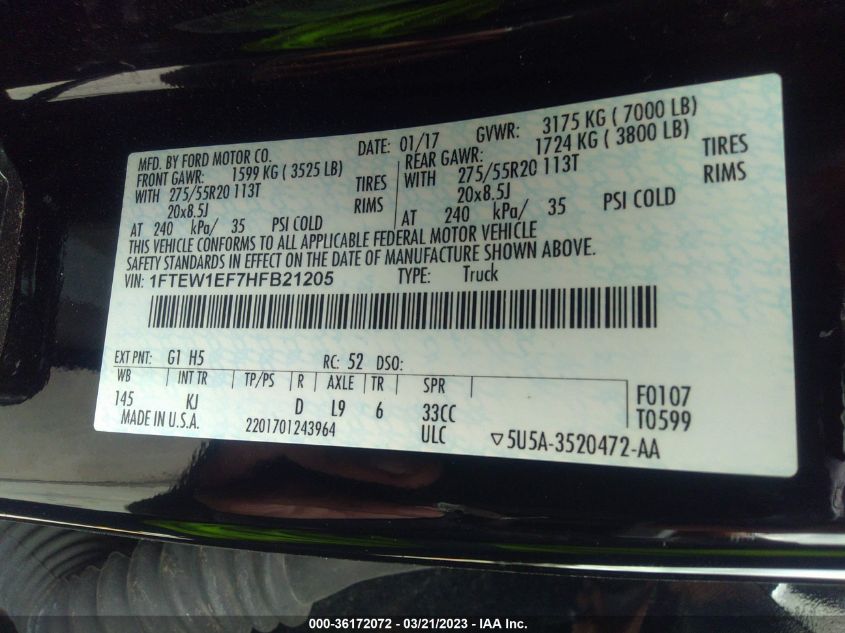 MFD. BY FORD MOTOR CO. DATE: 01/17 GVWR: 3175 KG ( 7000 LB)
FRONT GAWR: 1599 KG ( 3525 LB) REAR GAWR: 1724 KG ( 3800 LB)
WITH 275/55R20 113T TIRES WITH 275/55R20 113T TIRES
20x8.5J RIMS 20x8.5J RIMS
AT 240 kPa/ 35 PSI COLD AT 240 kPa/ 35 PSI COLD
THIS VEHICLE CONFORMS TO ALL APPLICABLE FEDERAL MOTOR VEHICLE
SAFETY STANDARDS IN EFFECT ON THE DATE OF MANUFACTURE SHOWN ABOVE.
VIN: 1FTEW1EF7HFB21205 TYPE: Truck
EXT PNT: G1 H5 RC: 52 DSO:
WB INT TR TP/PS R AXLE TR SPR F0107
145 KJ D L9 6 33CC T0599
MADE IN U.S.A. 2201701243964 ULC ▽5U5A-3520472-AA
000-36172072 - 03/21/2023 - IAA Inc.